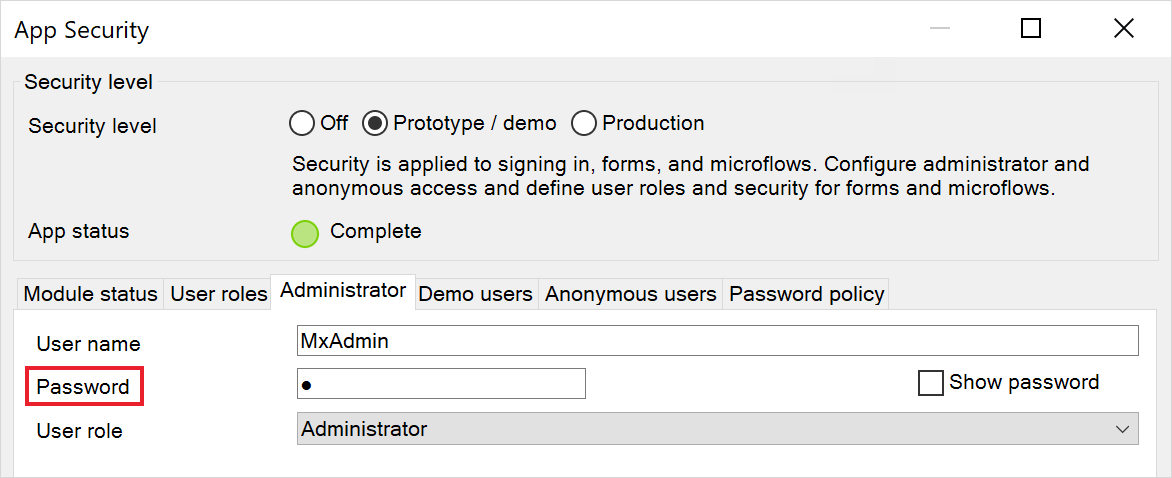 App Security
Security level
Security level Off Prototype / demo Production
Security is applied to signing in, forms, and microflows. Configure administrator and
anonymous access and define user roles and security for forms and microflows.
App status Complete
Module status User roles Administrator Demo users Anonymous users Password policy
User name MxAdmin
Password ● Show password
User role Administrator